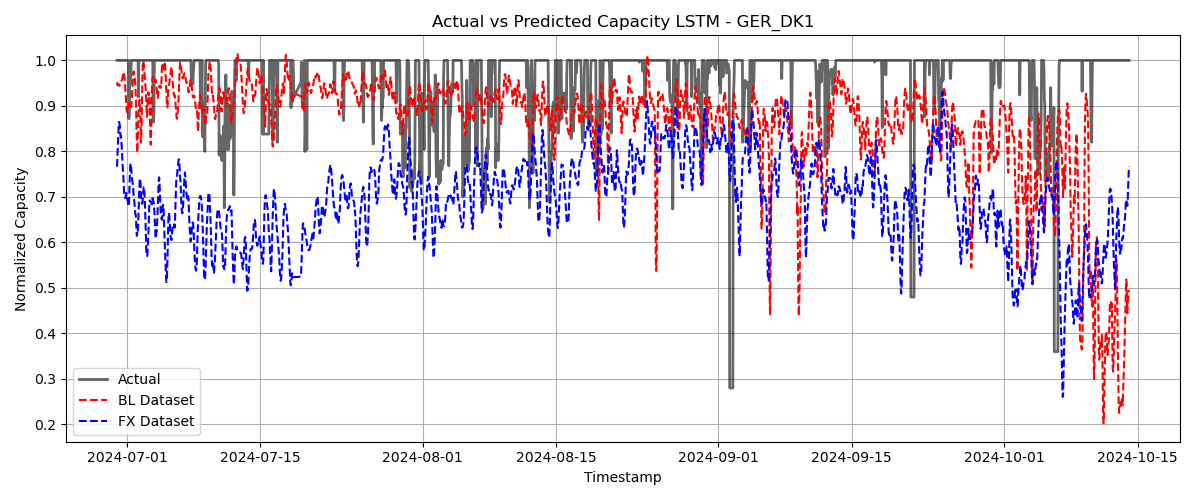 Actual vs Predicted Capacity LSTM - GER_DK1
Normalized Capacity
1.0
0.9
0.8
0.7
0.6
0.5
0.4
0.3
0.2
Actual
BL Dataset
FX Dataset
2024-07-01 2024-07-15 2024-08-01 2024-08-15 2024-09-01 2024-09-15 2024-10-01 2024-10-15
Timestamp